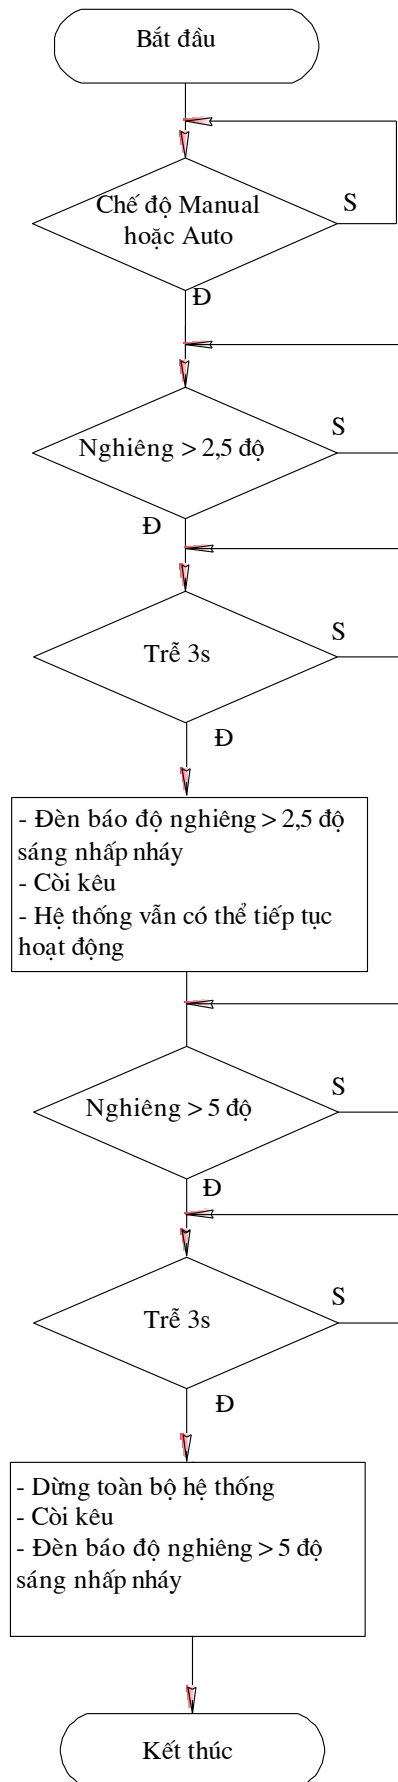 Bắt đầu
Chế độ Manual
hoặc Auto
S
Đ
Nghiêng > 2,5 độ
S
Đ
Trễ 3s
S
Đ
- Đèn báo độ nghiêng > 2,5 độ
sáng nhấp nháy
- Còi kêu
- Hệ thống vẫn có thể tiếp tục
hoạt động
Nghiêng > 5 độ
S
Đ
Trễ 3s
S
Đ
- Dừng toàn bộ hệ thống
- Còi kêu
- Đèn báo độ nghiêng > 5 độ
sáng nhấp nháy
Kết thúc